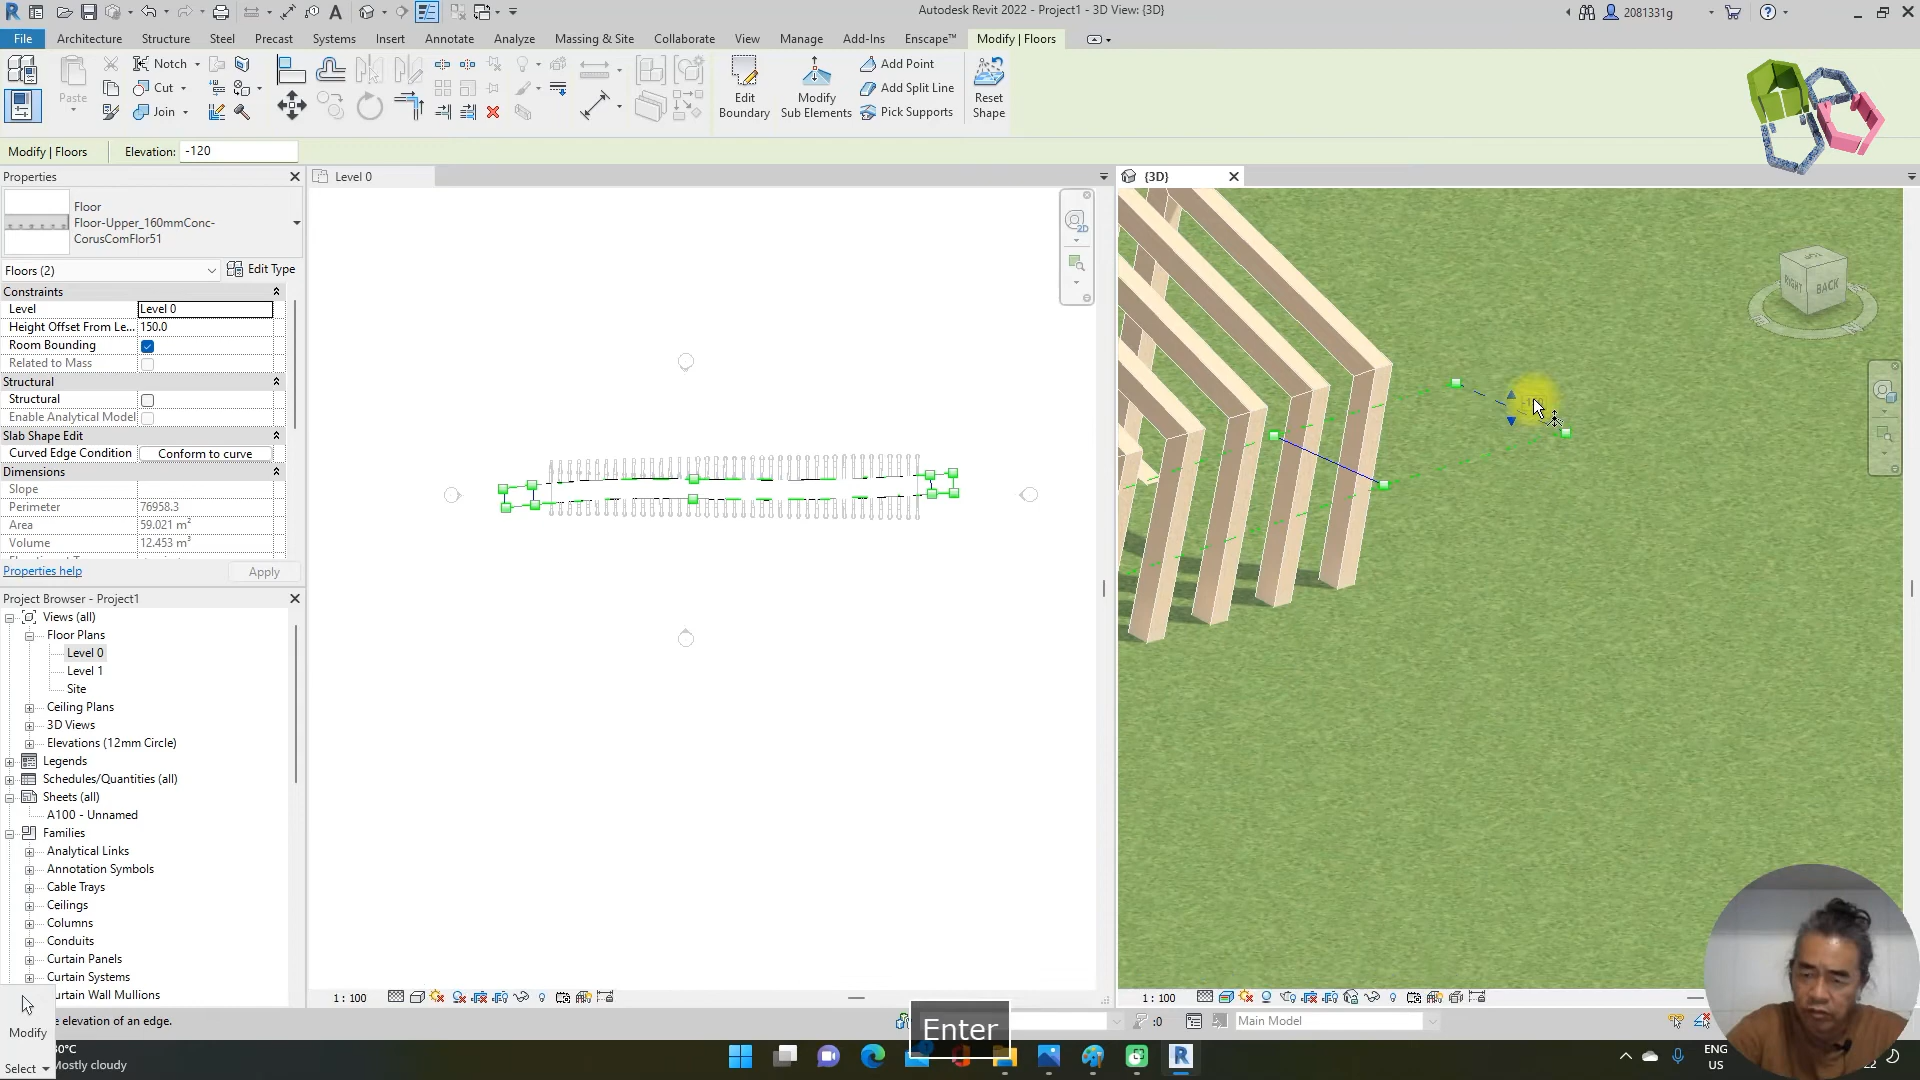 Autodesk Revit 2022 - Project1 - 3D View: {3D}
2081331g
File Architecture Structure Steel Precast Systems Insert Annotate Analyze Massing & Site Collaborate View Manage Add-Ins Enscape™ Modify | Floors
Paste
Notch
Cut
Join
Edit
Boundary
Modify
Sub Elements
Add Point
Add Split Line
Pick Supports
Reset
Shape
Modify | Floors Elevation: -120
Properties
Level 0
{3D}
Floor
Floor-Upper_160mmConc-
CorusComFlor51
Floors (2) Edit Type
Constraints
Level Level 0
Height Offset From Le... 150.0
Room Bounding
Related to Mass
Structural
Structural
Enable Analytical Model
Slab Shape Edit
Curved Edge Condition Conform to curve
Dimensions
Slope
Perimeter 76958.3
Area 59.021 m²
Volume 12.453 m³
Properties help Apply
Project Browser - Project1
Views (all)
Floor Plans
Level 0
Level 1
Site
Ceiling Plans
3D Views
Elevations (12mm Circle)
Legends
Schedules/Quantities (all)
Sheets (all)
A100 - Unnamed
Families
Analytical Links
Annotation Symbols
Cable Trays
Ceilings
Columns
Conduits
Curtain Panels
Curtain Systems
urtain Wall Mullions
2D
TOP
RIGHT
BACK
1 : 100
1 : 100
Modify
Select
e elevation of an edge.
Enter
:0
Main Model
30°C
Mostly cloudy
ENG
US
22